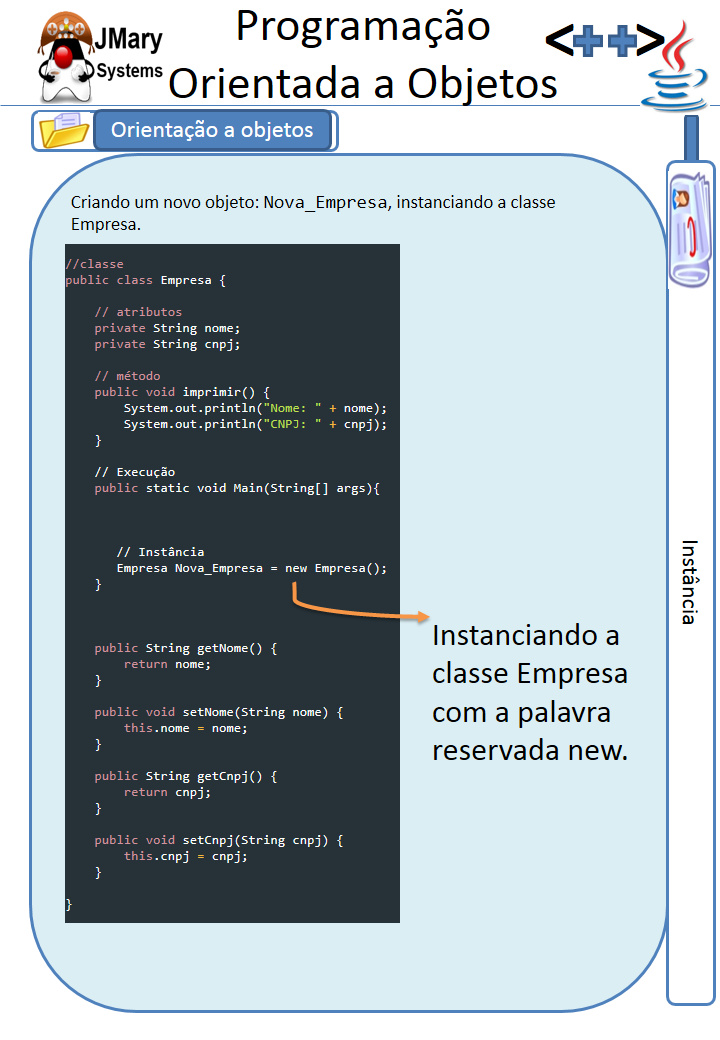 JMary
Systems
Programação
Orientada a Objetos
<++>
Orientação a objetos
Criando um novo objeto: Nova_Empresa, instanciando a classe
Empresa.
//classe
public class Empresa {
// atributos
private String nome;
private String cnpj;
// método
public void imprimir() {
System.out.println("Nome: " + nome);
System.out.println("CNPJ: " + cnpj);
}
// Execução
public static void Main(String[] args){
// Instância
Empresa Nova_Empresa = new Empresa();
}
public String getNome() {
return nome;
}
public void setNome(String nome) {
this.nome = nome;
}
public String getCnpj() {
return cnpj;
}
public void setCnpj(String cnpj) {
this.cnpj = cnpj;
}
}
Instanciando a
classe Empresa
com a palavra
reservada new.
Instância